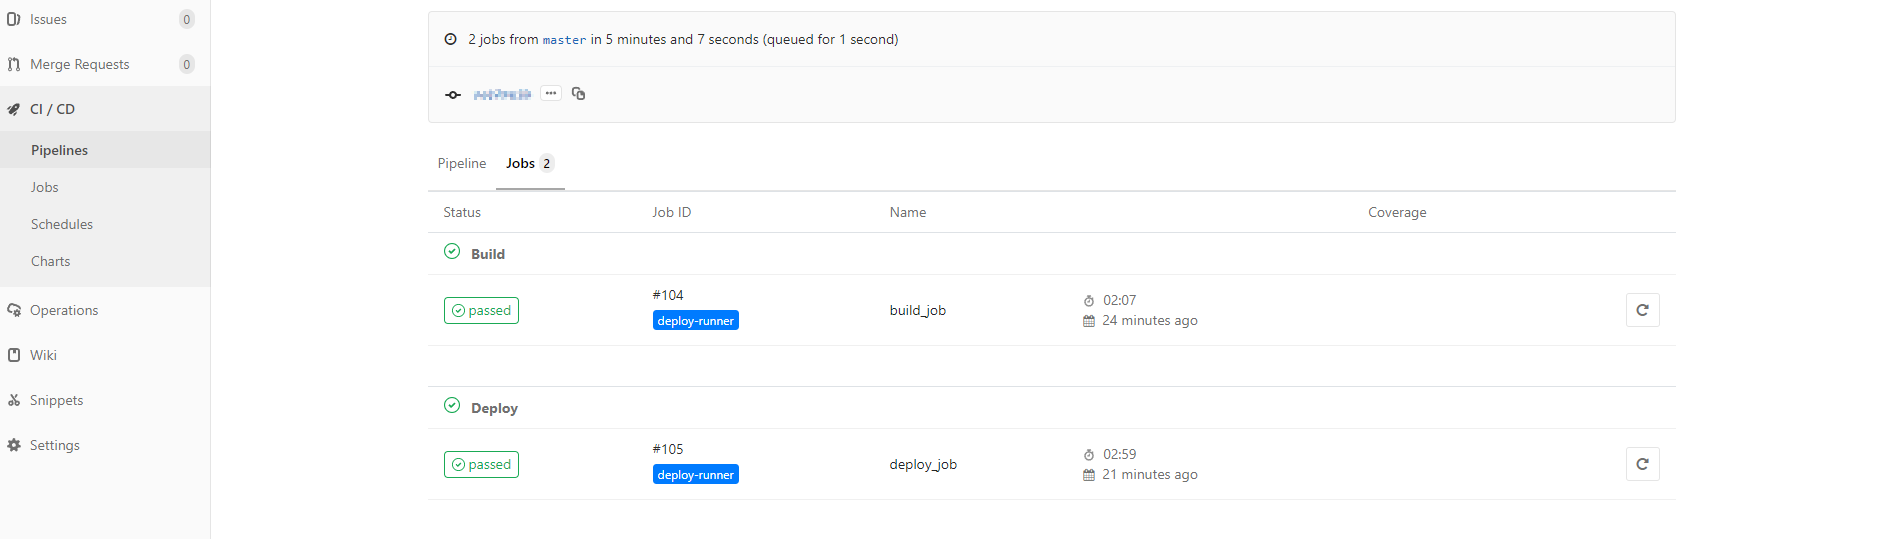 Issues 0
Merge Requests 0
CI / CD
Pipelines
Jobs
Schedules
Charts
Operations
Wiki
Snippets
Settings
2 jobs from master in 5 minutes and 7 seconds (queued for 1 second)
Pipeline Jobs 2
Status Job ID Name Coverage
Build
passed #104 deploy-runner build_job 02:07 24 minutes ago
Deploy
passed #105 deploy-runner deploy_job 02:59 21 minutes ago